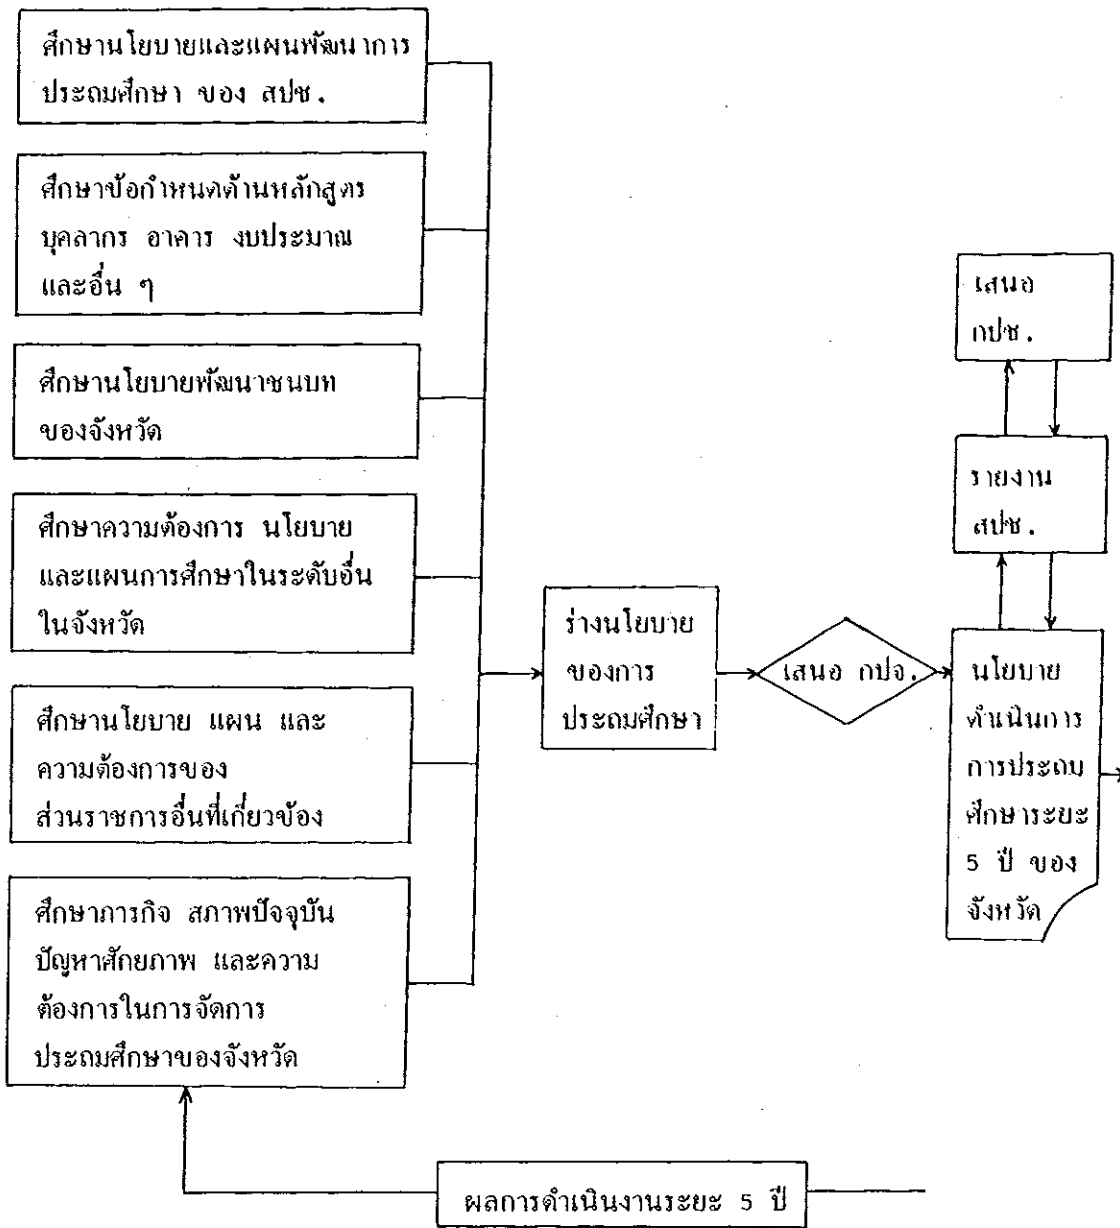 ศึกษานโยบายและแผนพัฒนาการ
ประถมศึกษา ของ สปช.
ศึกษาข้อกำหนดด้านหลักสูตร
บุคลากร อาคาร งบประมาณ
และอื่น ๆ
ศึกษานโยบายพัฒนาชนบท
ของจังหวัด
ศึกษาความต้องการ นโยบาย
และแผนการศึกษาในระดับอื่น
ในจังหวัด
ศึกษานโยบาย แผน และ
ความต้องการของ
ส่วนราชการอื่นที่เกี่ยวข้อง
ศึกษาภารกิจ สภาพปัจจุบัน
ปัญหาศักยภาพ และความ
ต้องการในการจัดการ
ประถมศึกษาของจังหวัด
ร่างนโยบาย
ของการ
ประถมศึกษา
เสนอ กปจ.
เสนอ
กปช.
รายงาน
สปช.
นโยบาย
ดำเนินการ
การประถม
ศึกษาระยะ
5 ปี ของ
จังหวัด
ผลการดำเนินงานระยะ 5 ปี